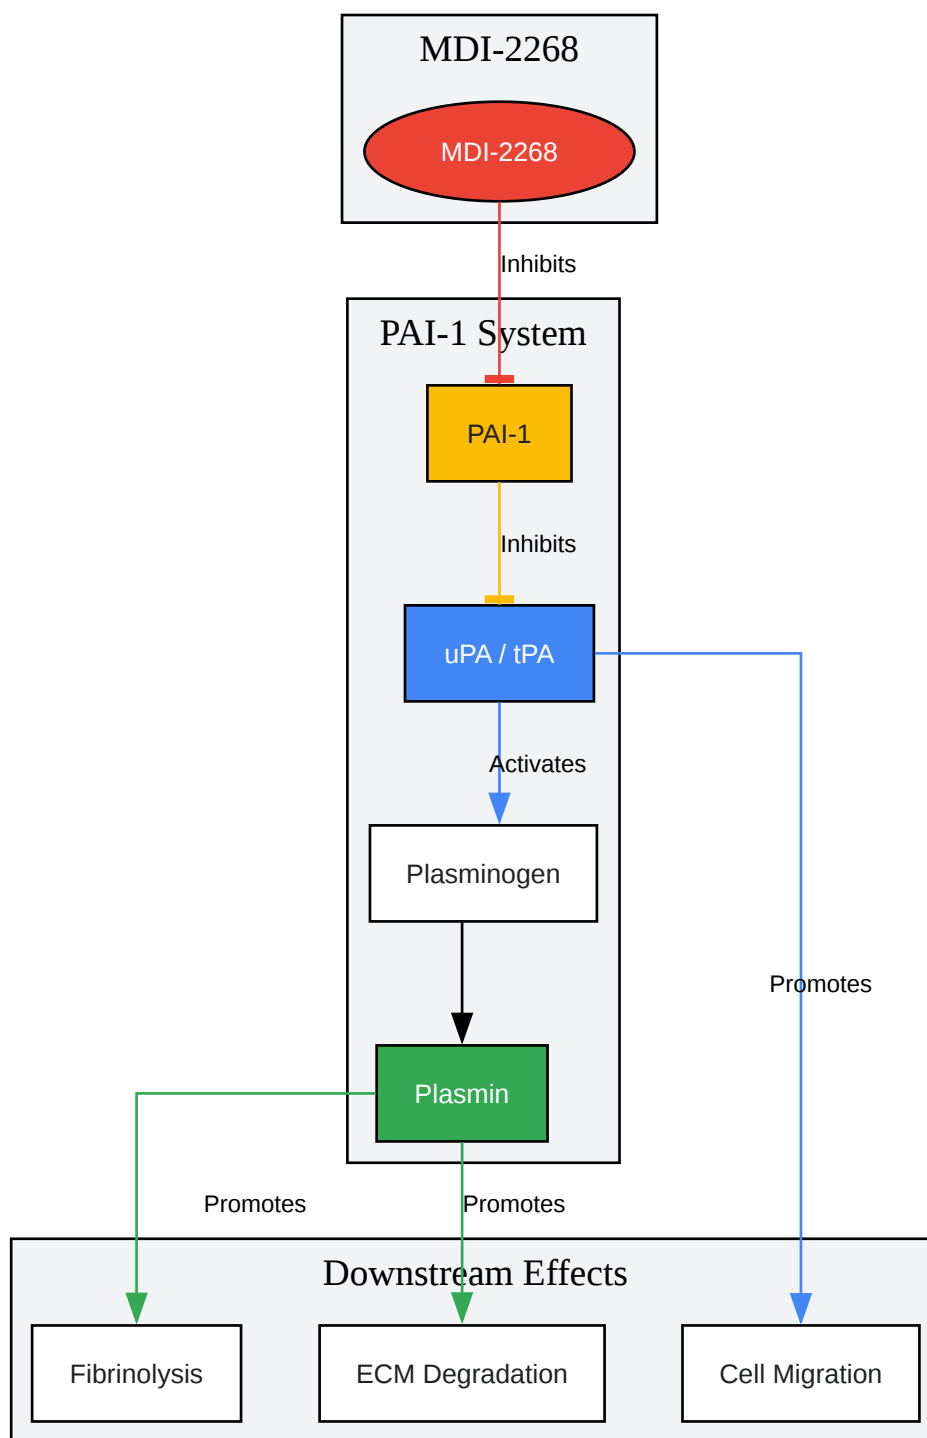 MDI-2268
MDI-2268
Inhibits
PAI-1 System
PAI-1
Inhibits
uPA / tPA
Activates
Plasminogen
Promotes
Plasmin
Promotes
Promotes
Downstream Effects
Fibrinolysis
ECM Degradation
Cell Migration